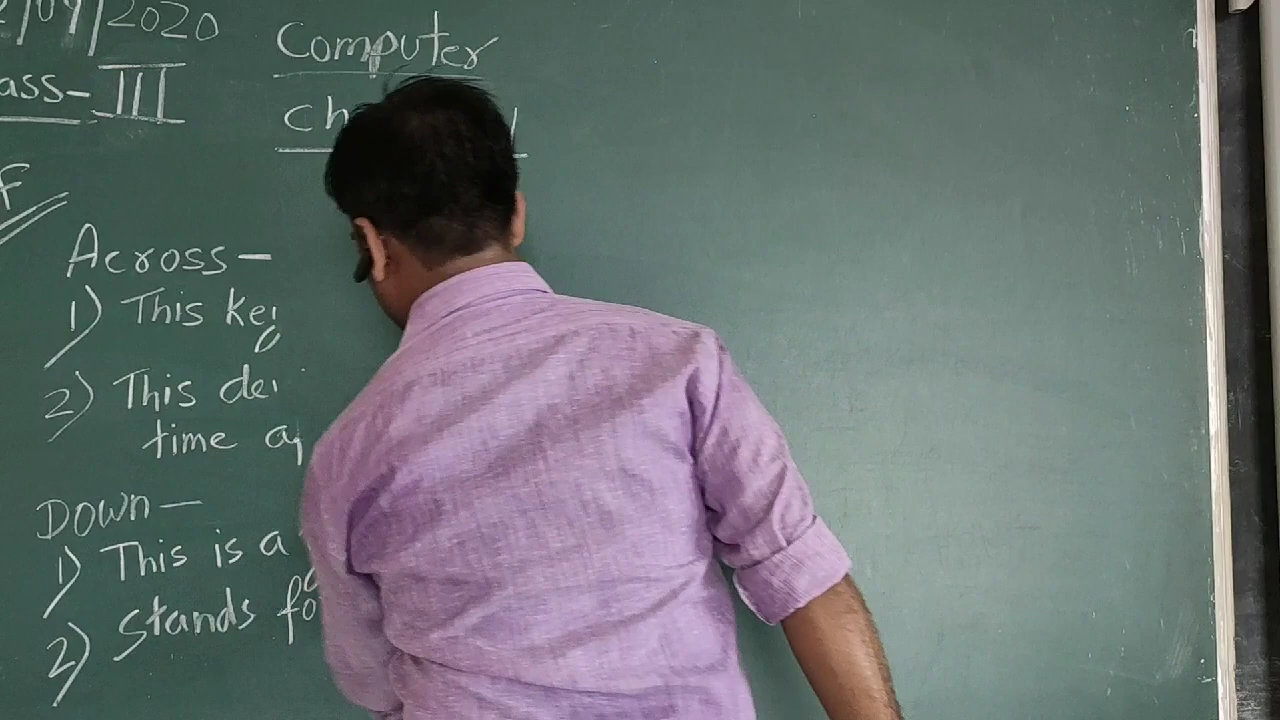 /09/2020
Computer
ass- III
ch
f
Across-
1) This key
2) This de
time a
Down-
1) This is a
2) Stands fo